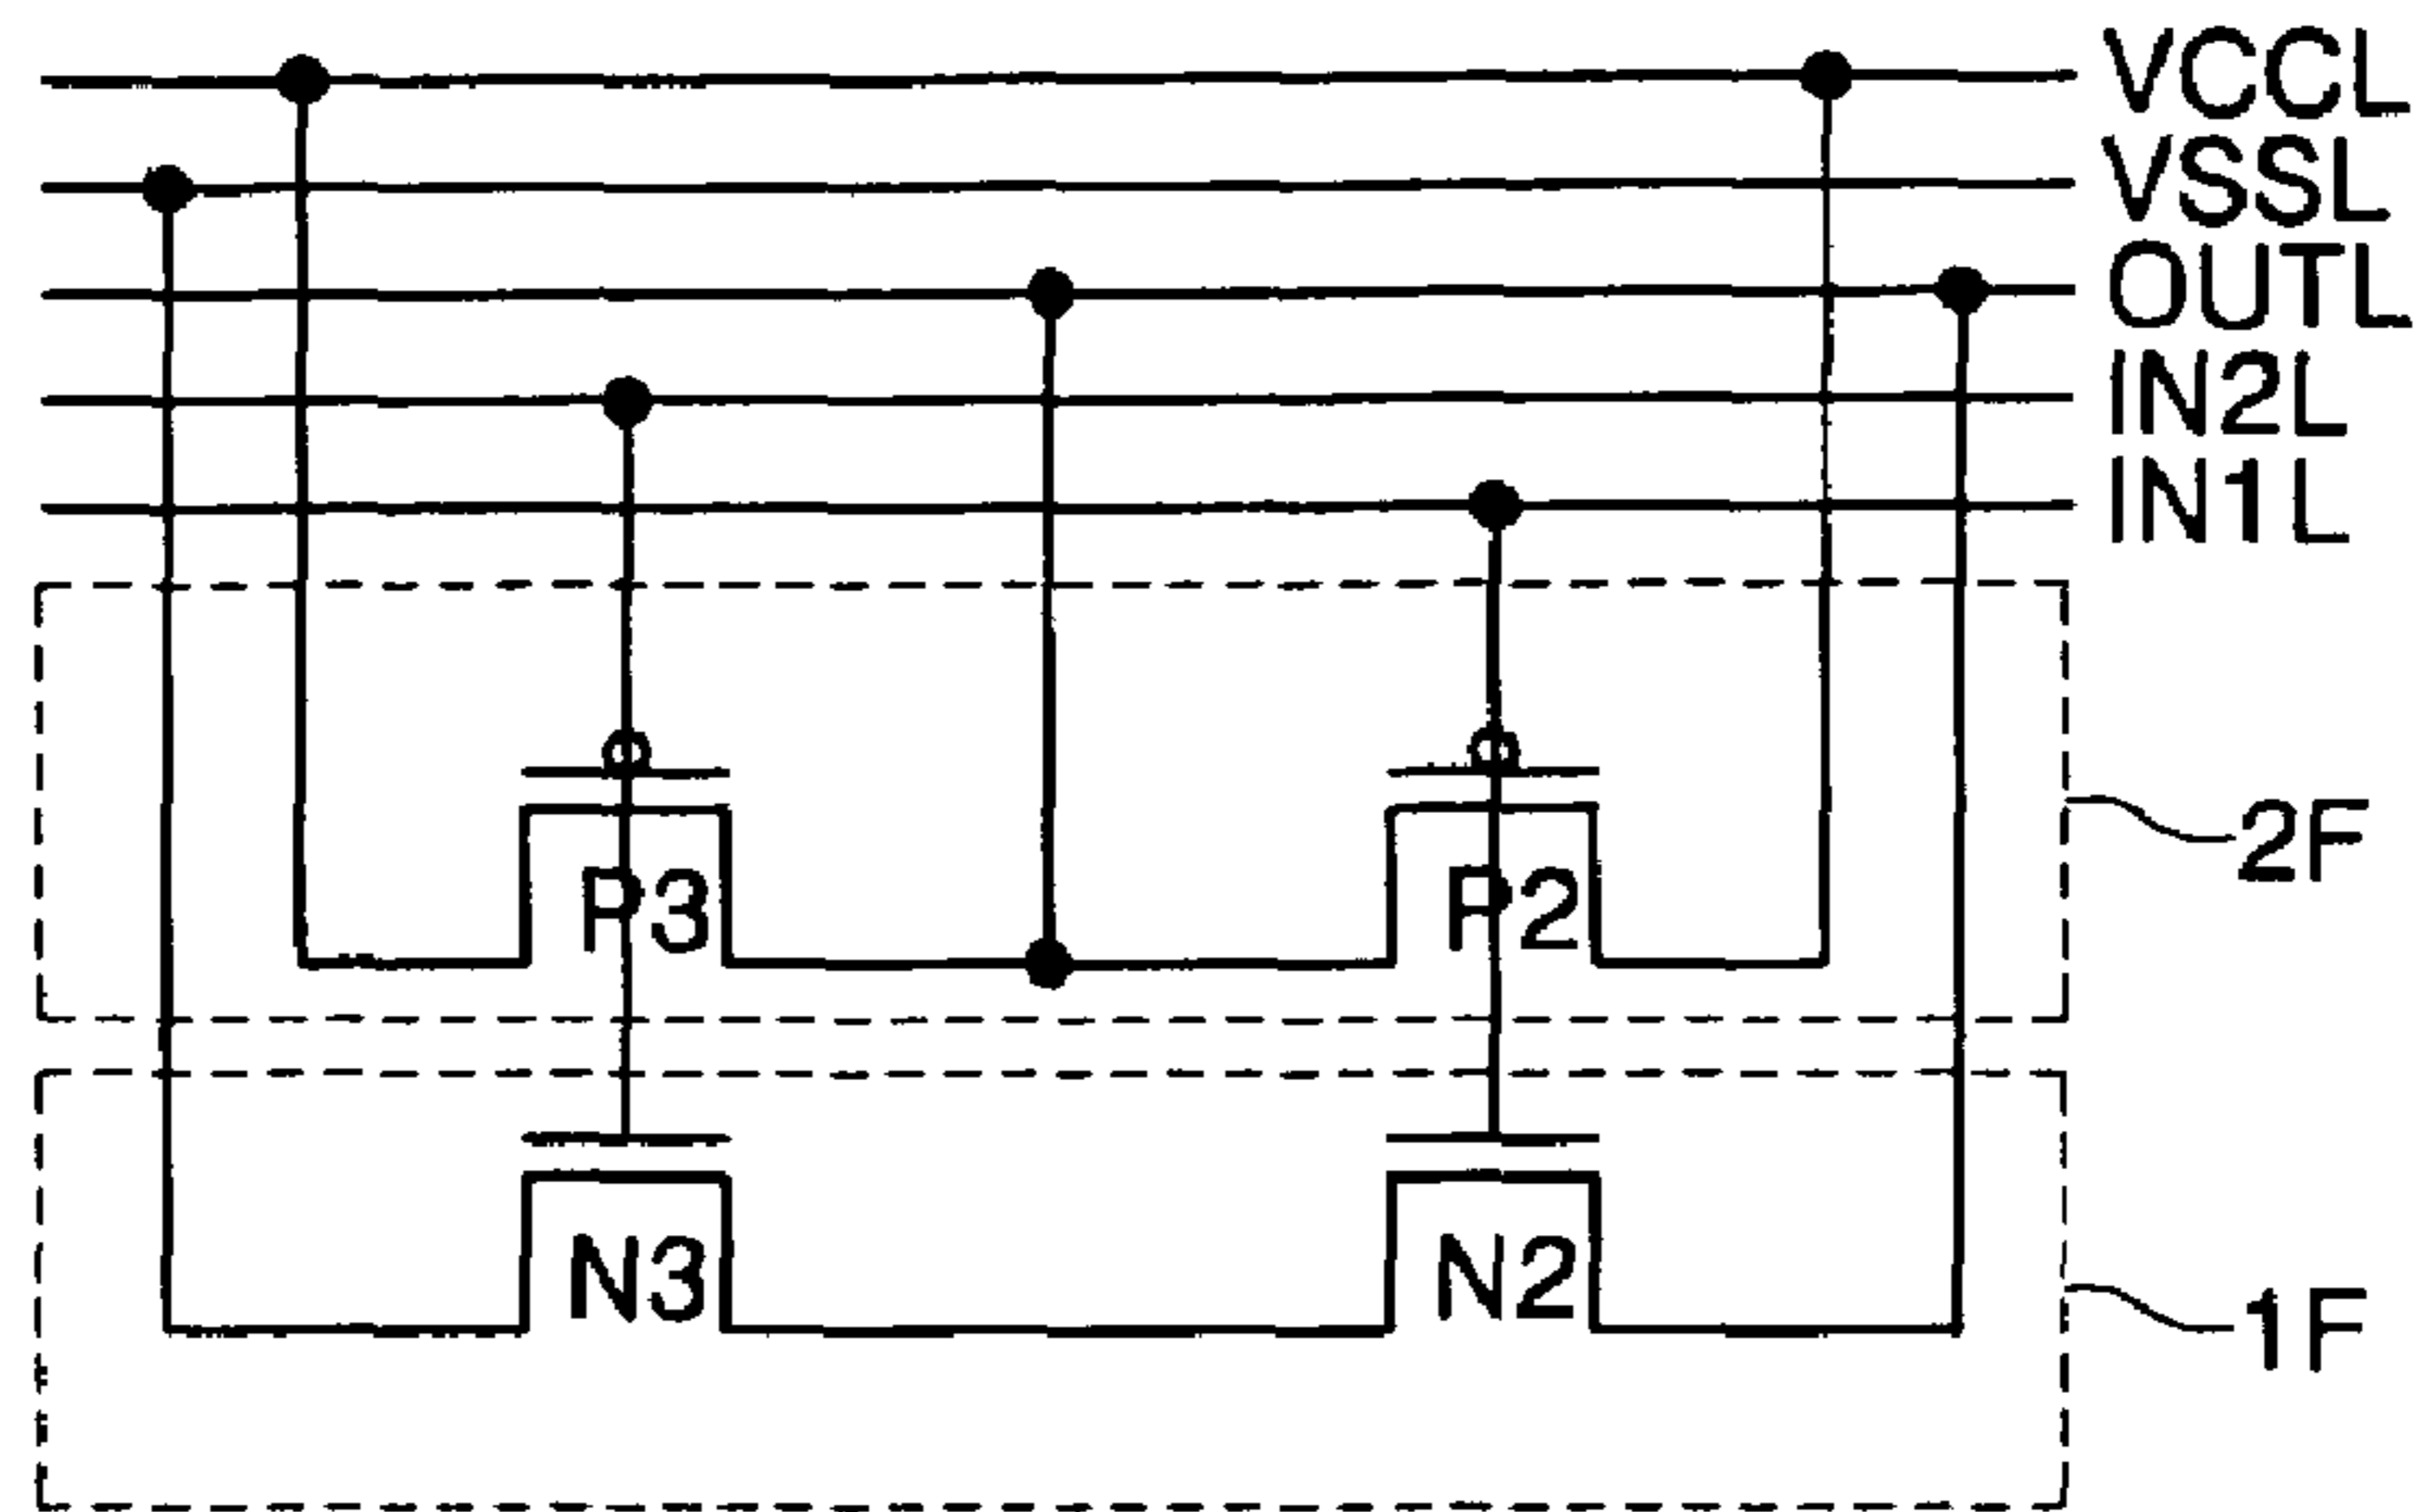 VCCL
VSSL
OUTL
IN2L
IN1L
2F
P3 P2
N3 N2
1F